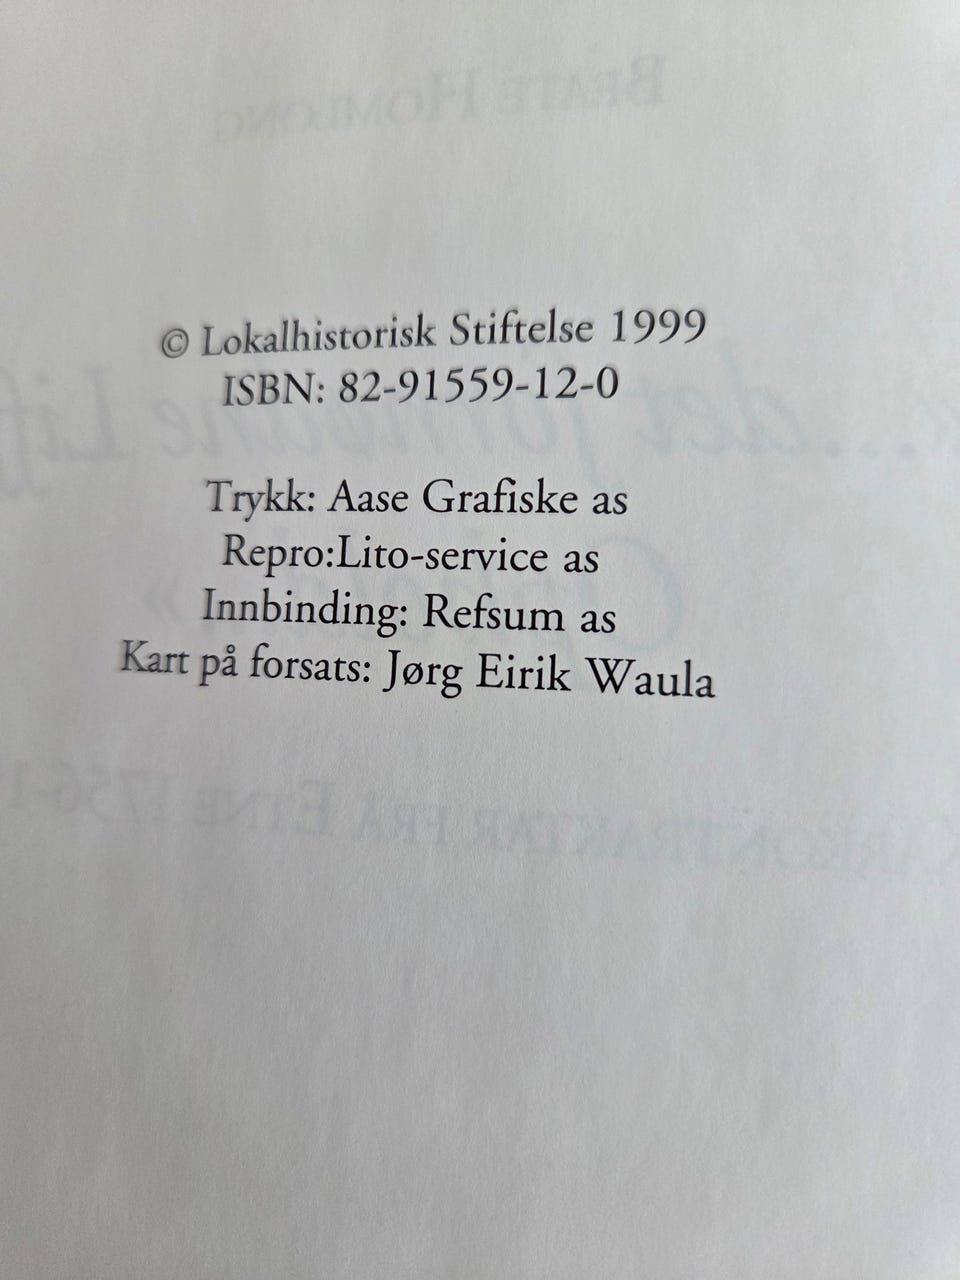 © Lokalhistorisk Stiftelse 1999
ISBN: 82-91559-12-0
Trykk: Aase Grafiske as
Repro:Lito-service as
Innbinding: Refsum as
Kart på forsats: Jørg Eirik Waula